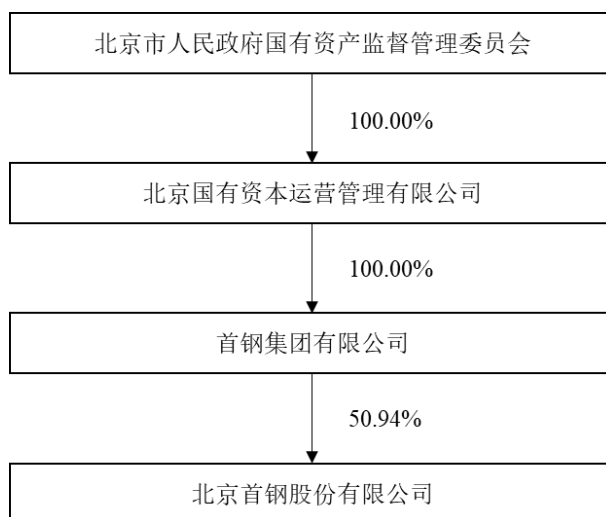 北京市人民政府国有资产监督管理委员会
100.00%
北京国有资本运营管理有限公司
100.00%
首钢集团有限公司
50.94%
北京首钢股份有限公司